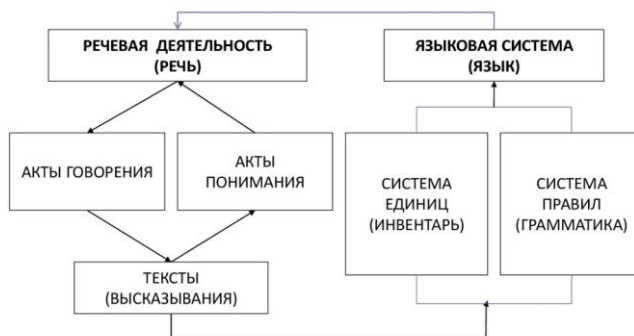 РЕЧЕВАЯ ДЕЯТЕЛЬНОСТЬ
(РЕЧЬ)
ЯЗЫКОВАЯ СИСТЕМА
(ЯЗЫК)
АКТЫ ГОВОРЕНИЯ
АКТЫ
ПОНИМАНИЯ
СИСТЕМА
ЕДИНИЦ
(ИНВЕНТАРЬ)
СИСТЕМА
ПРАВИЛ
(ГРАММАТИКА)
ТЕКСТЫ
(ВЫСКАЗЫВАНИЯ)